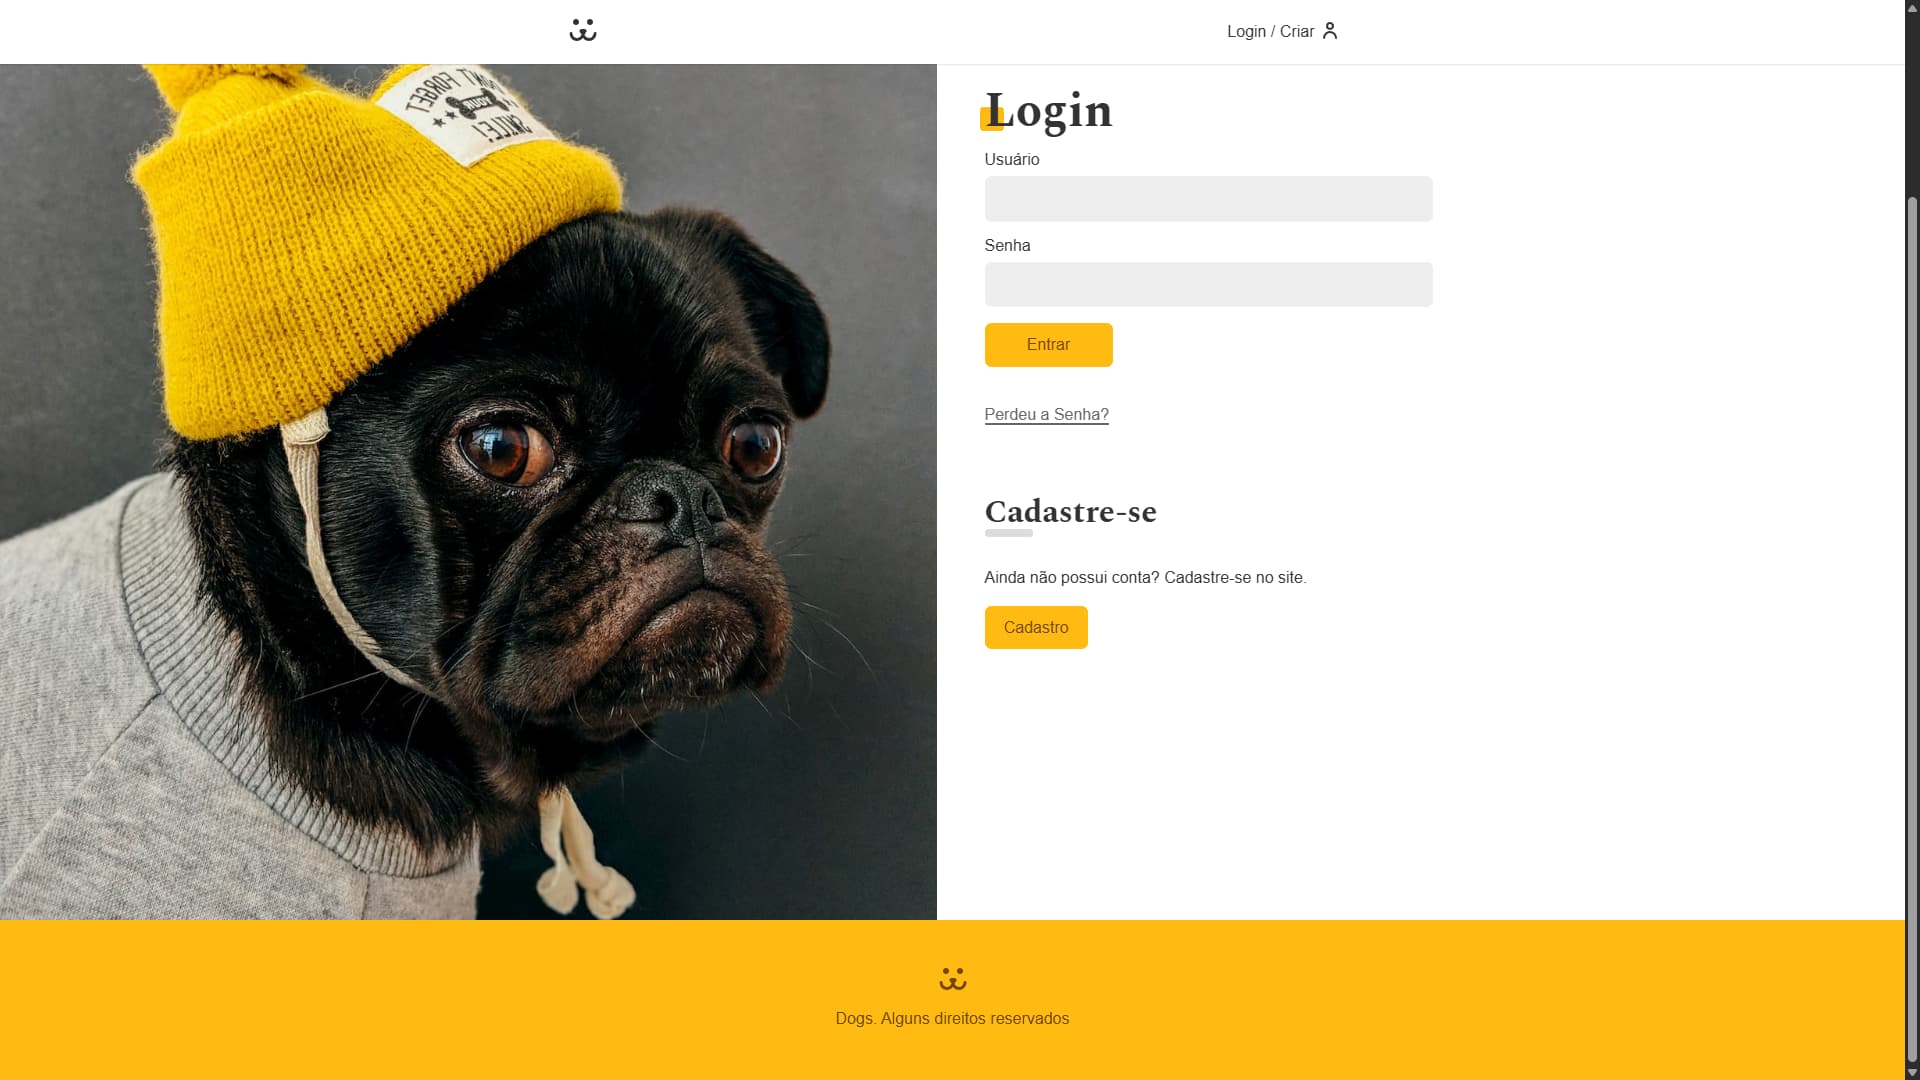 Login / Criar
DON'T FORGET
YOUR
SMILE!
Login
Usuário
Senha
Entrar
Perdeu a Senha?
Cadastre-se
Ainda não possui conta? Cadastre-se no site.
Cadastro
Dogs. Alguns direitos reservados